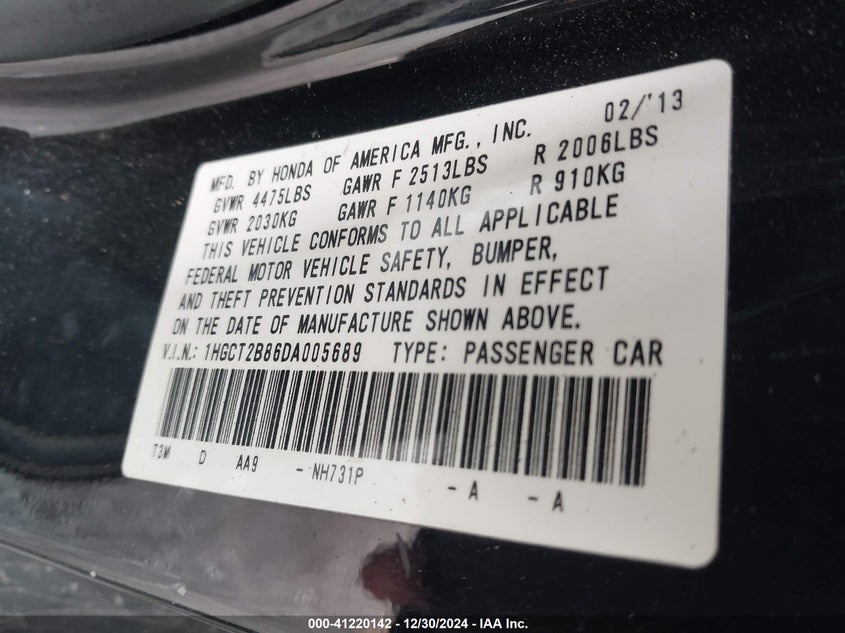 02/'13
MFD. BY HONDA OF AMERICA MFG., INC.
GVWR 4475LBS GAWR F 2513LBS R 2006LBS
GVWR 2030KG GAWR F 1140KG R 910KG
THIS VEHICLE CONFORMS TO ALL APPLICABLE
FEDERAL MOTOR VEHICLE SAFETY, BUMPER,
AND THEFT PREVENTION STANDARDS IN EFFECT
ON THE DATE OF MANUFACTURE SHOWN ABOVE.
V.I.N.: 1HGCT2B86DA005689 TYPE: PASSENGER CAR
T3M D AA9 - NH731P - A - A
000-41220142 - 12/30/2024 - IAA Inc.